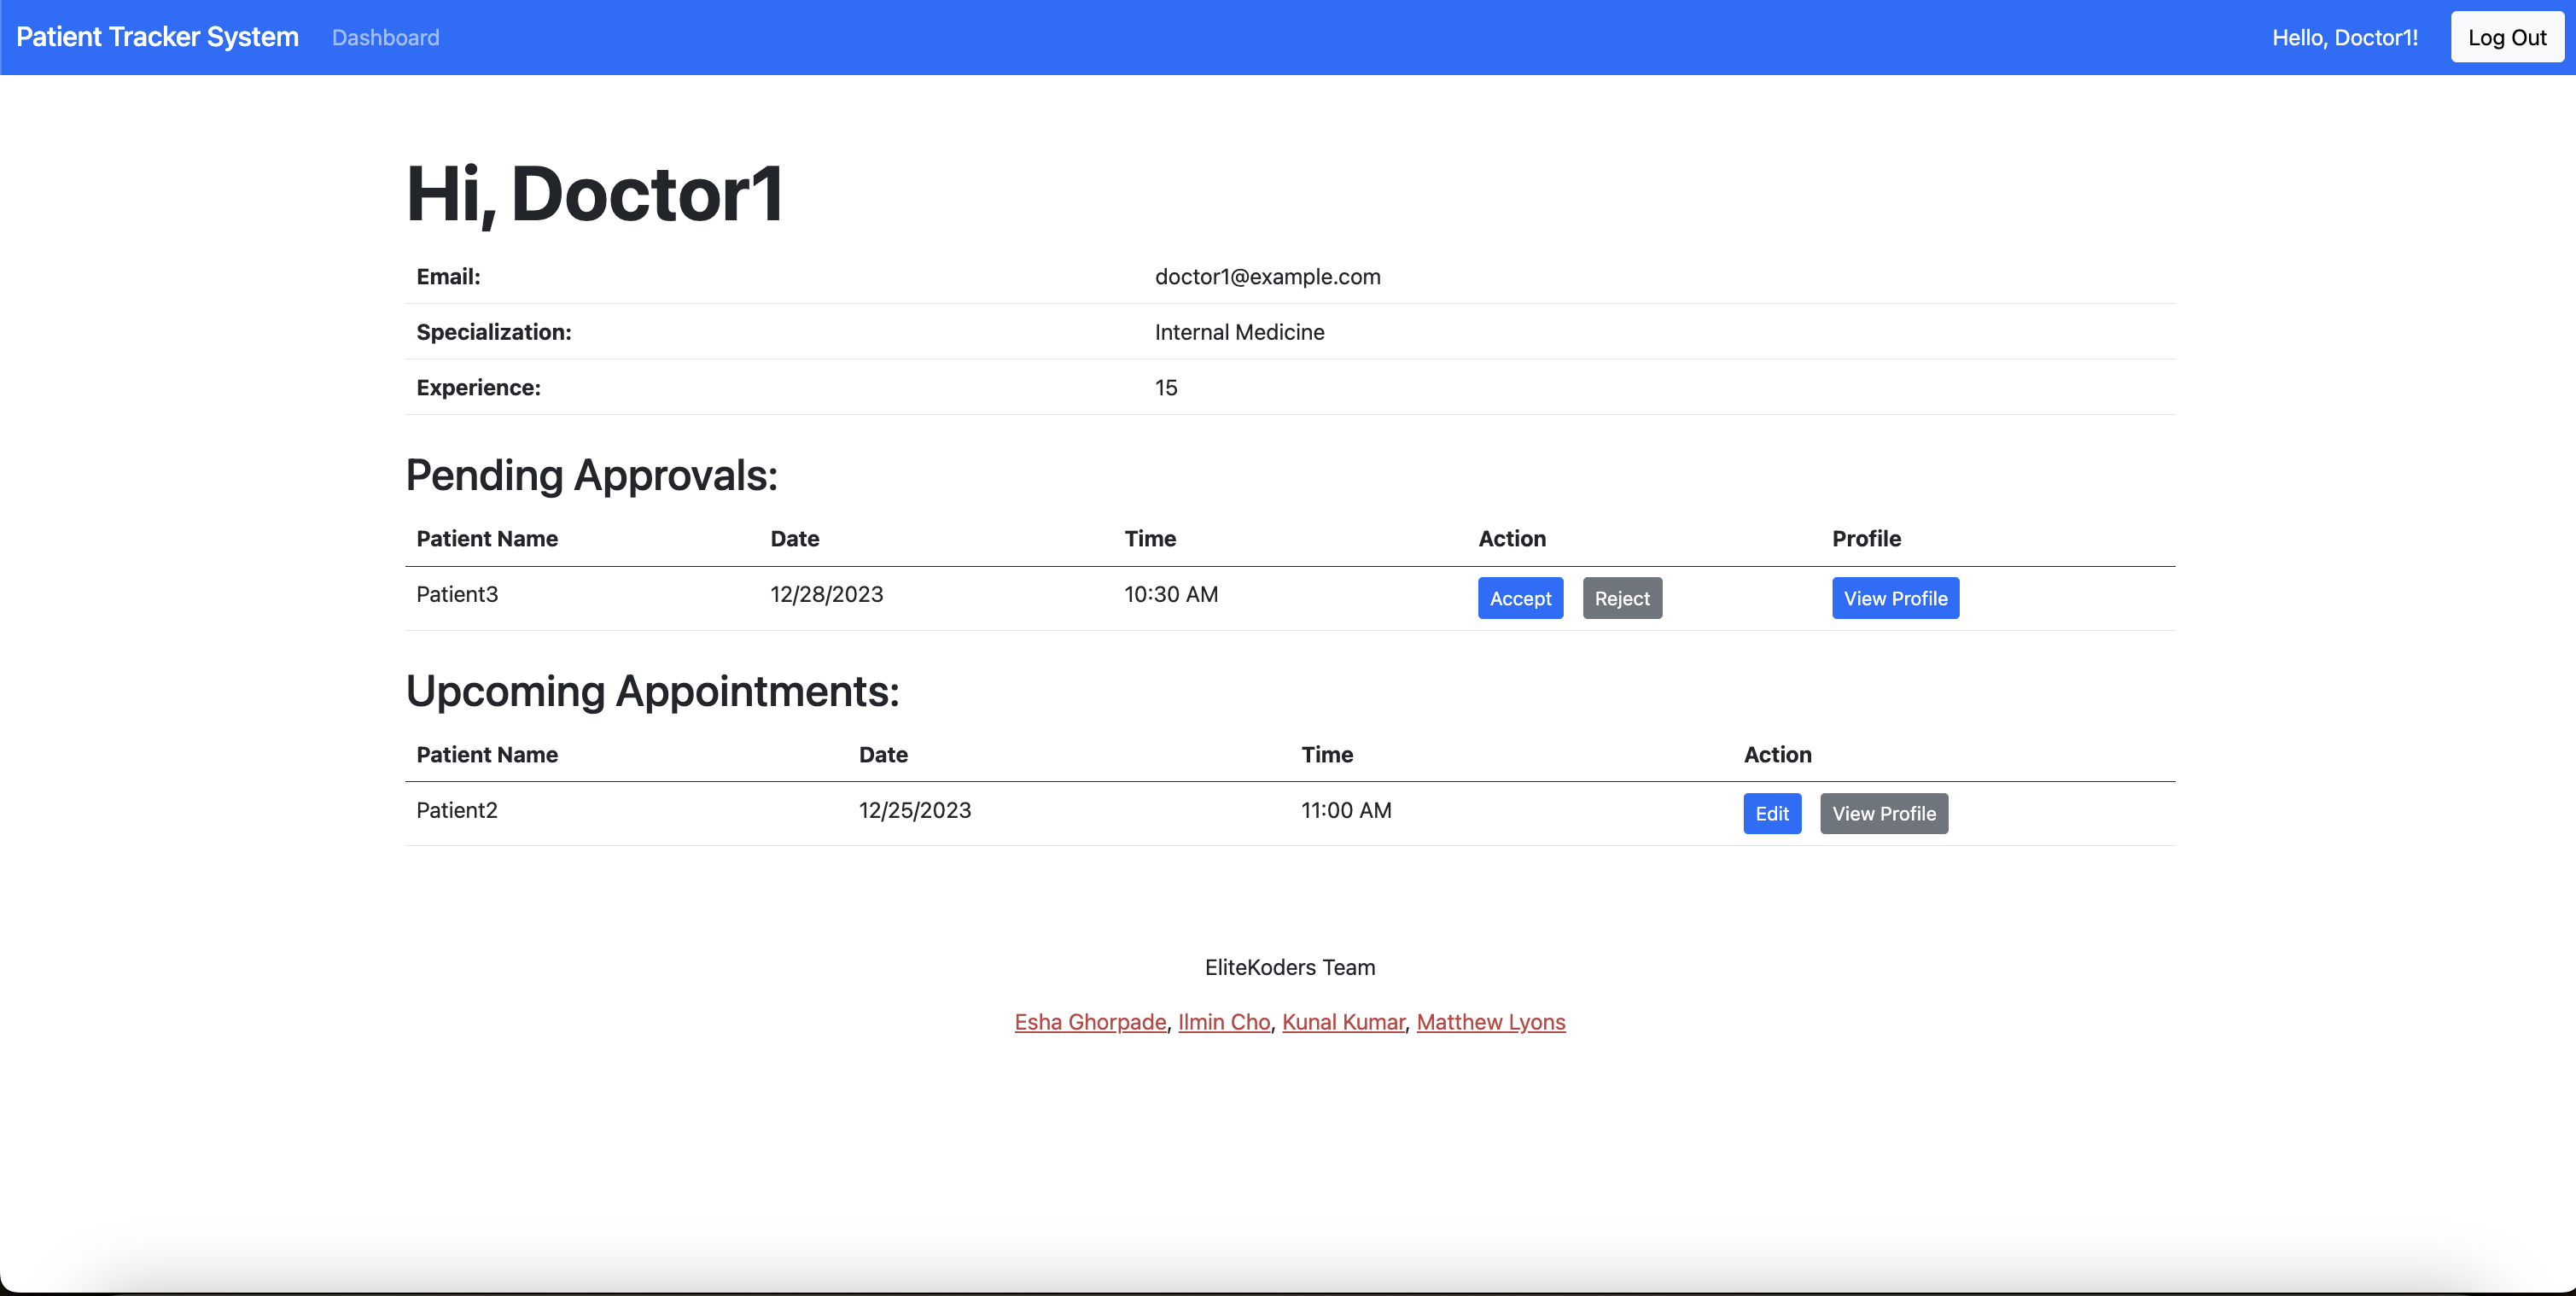 Patient Tracker System Dashboard Hello, Doctor1! Log Out
Hi, Doctor1
Email: doctor1@example.com
Specialization: Internal Medicine
Experience: 15
Pending Approvals:
Patient Name Date Time Action Profile
Patient3 12/28/2023 10:30 AM Accept Reject View Profile
Upcoming Appointments:
Patient Name Date Time Action
Patient2 12/25/2023 11:00 AM Edit View Profile
EliteKoders Team
Esha Ghorpade, Ilmin Cho, Kunal Kumar, Matthew Lyons